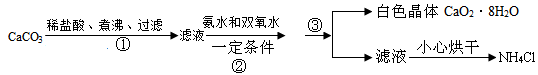 CaCO₃ 稀盐酸、煮沸、过滤 ① 滤液 氨水和双氧水 一定条件 ② ③ 白色晶体 CaO₂·8H₂O
滤液 小心烘干 NH₄Cl